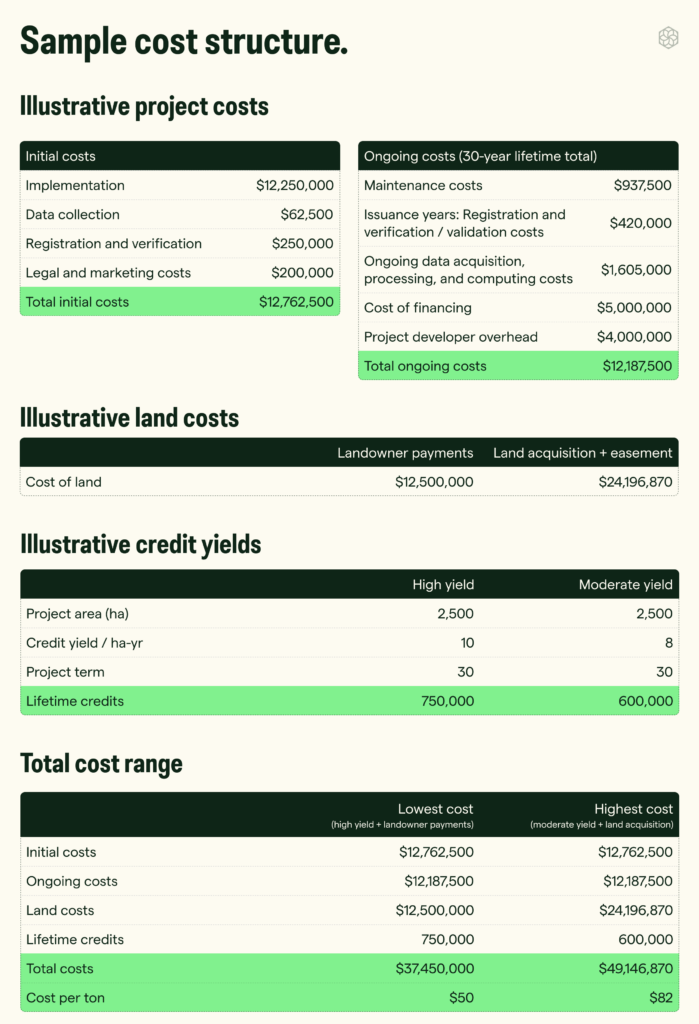 Sample cost structure.
Illustrative project costs
Initial costs
Implementation $12,250,000
Data collection $62,500
Registration and verification $250,000
Legal and marketing costs $200,000
Total initial costs $12,762,500
Ongoing costs (30-year lifetime total)
Maintenance costs $937,500
Issuance years: Registration and
verification / validation costs $420,000
Ongoing data acquisition,
processing, and computing costs $1,605,000
Cost of financing $5,000,000
Project developer overhead $4,000,000
Total ongoing costs $12,187,500
Illustrative land costs
Landowner payments Land acquisition + easement
Cost of land $12,500,000 $24,196,870
Illustrative credit yields
High yield Moderate yield
Project area (ha) 2,500 2,500
Credit yield / ha-yr 10 8
Project term 30 30
Lifetime credits 750,000 600,000
Total cost range
Lowest cost Highest cost
(high yield + landowner payments) (moderate yield + land acquisition)
Initial costs $12,762,500 $12,762,500
Ongoing costs $12,187,500 $12,187,500
Land costs $12,500,000 $24,196,870
Lifetime credits 750,000 600,000
Total costs $37,450,000 $49,146,870
Cost per ton $50 $82